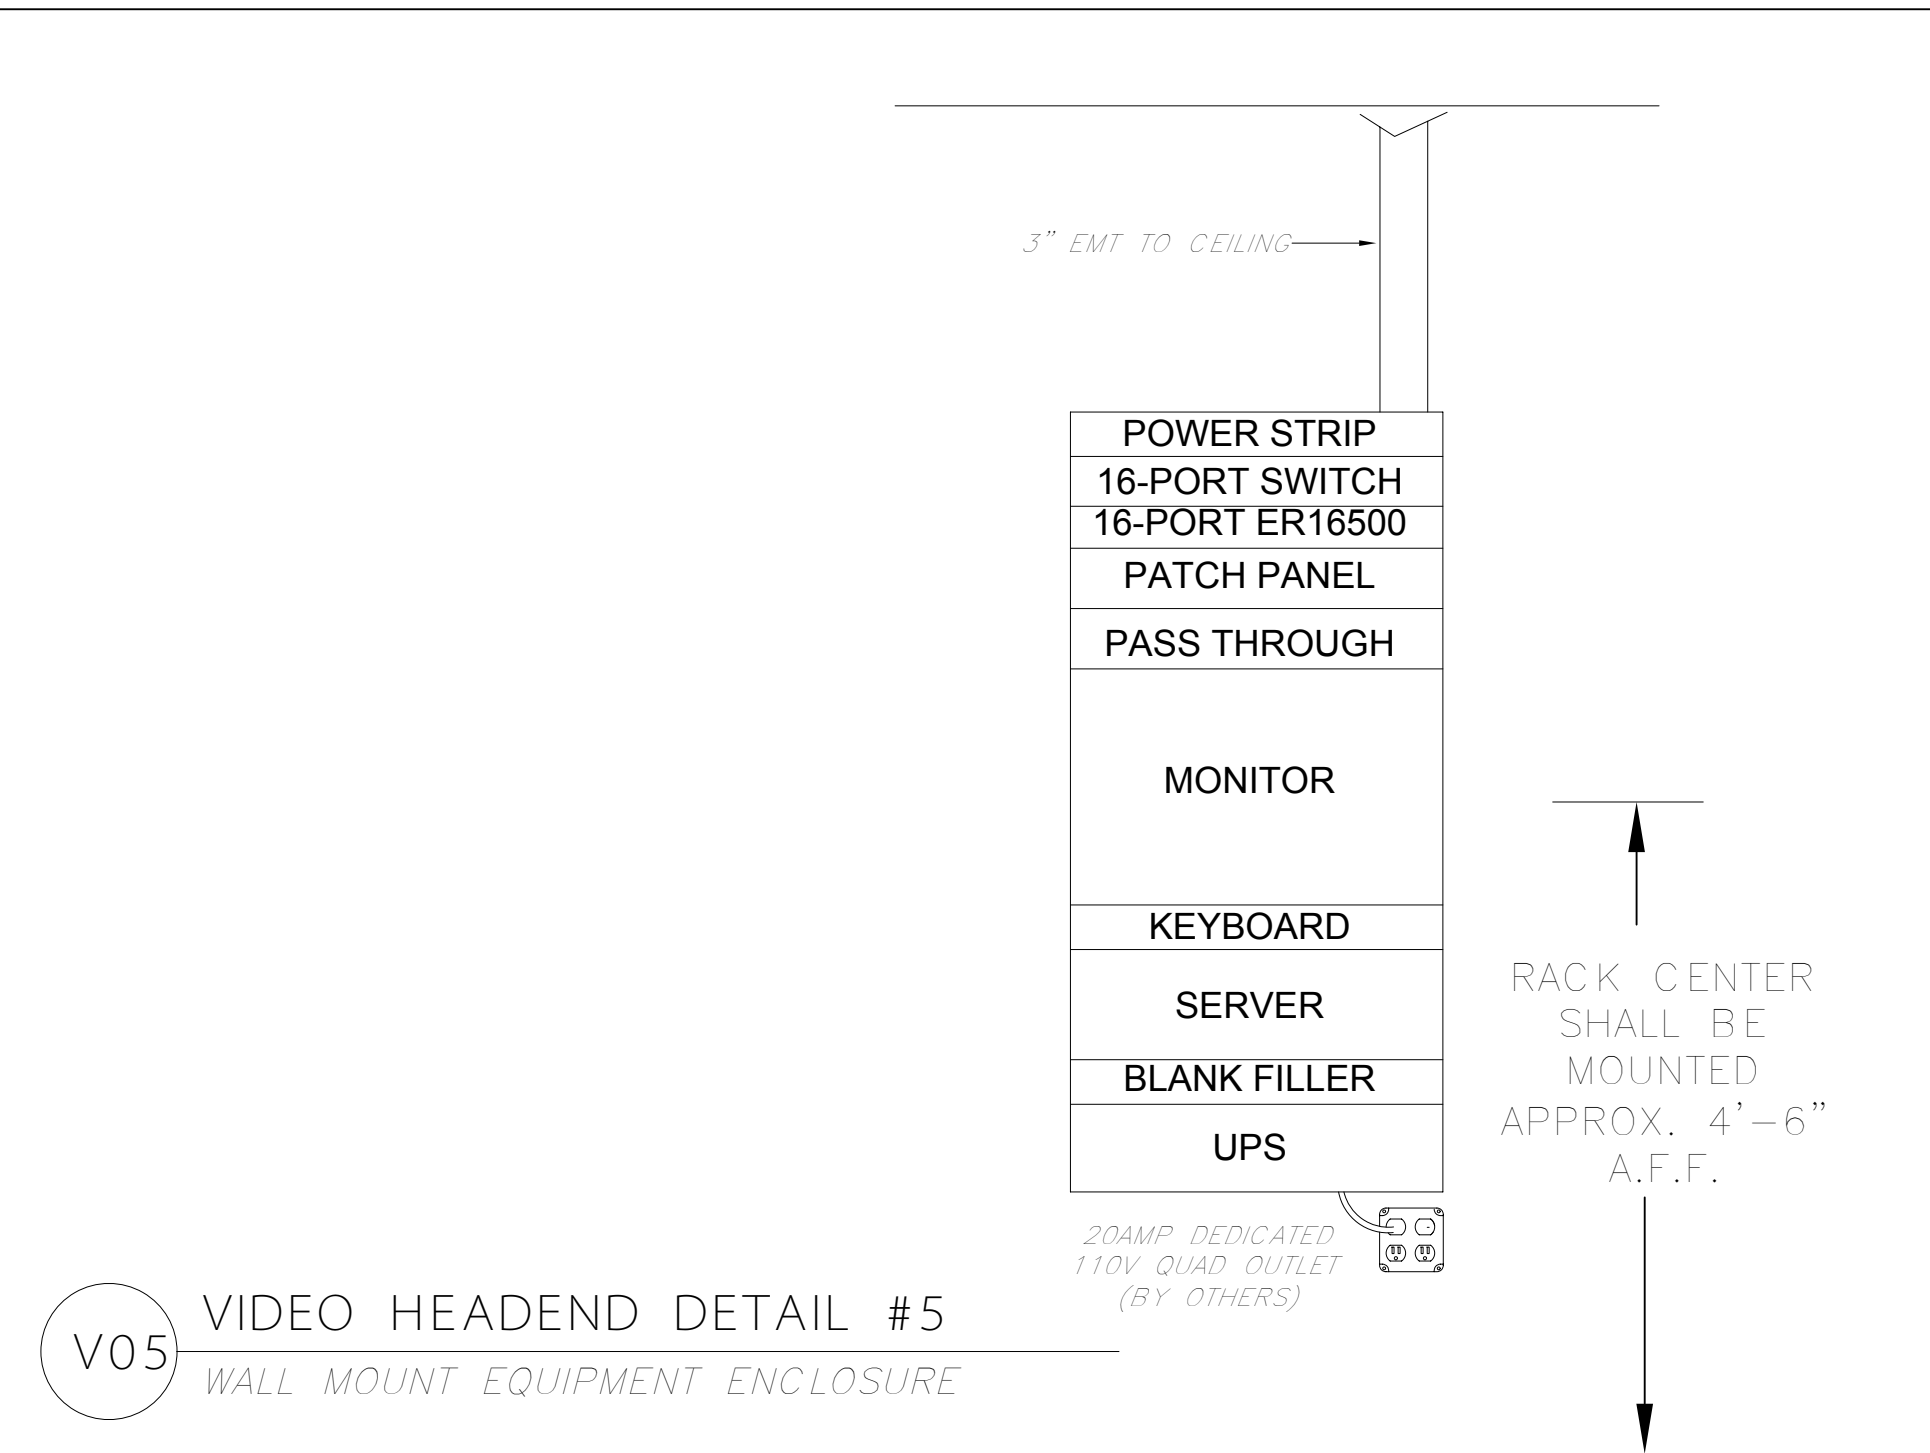 3" EMT TO CEILING
POWER STRIP
16-PORT SWITCH
16-PORT ER16500
PATCH PANEL
PASS THROUGH
MONITOR
KEYBOARD
SERVER
BLANK FILLER
UPS
RACK CENTER
SHALL BE
MOUNTED
APPROX. 4'-6"
A.F.F.
20AMP DEDICATED
110V QUAD OUTLET
(BY OTHERS)
V05
VIDEO HEADEND DETAIL #5
WALL MOUNT EQUIPMENT ENCLOSURE